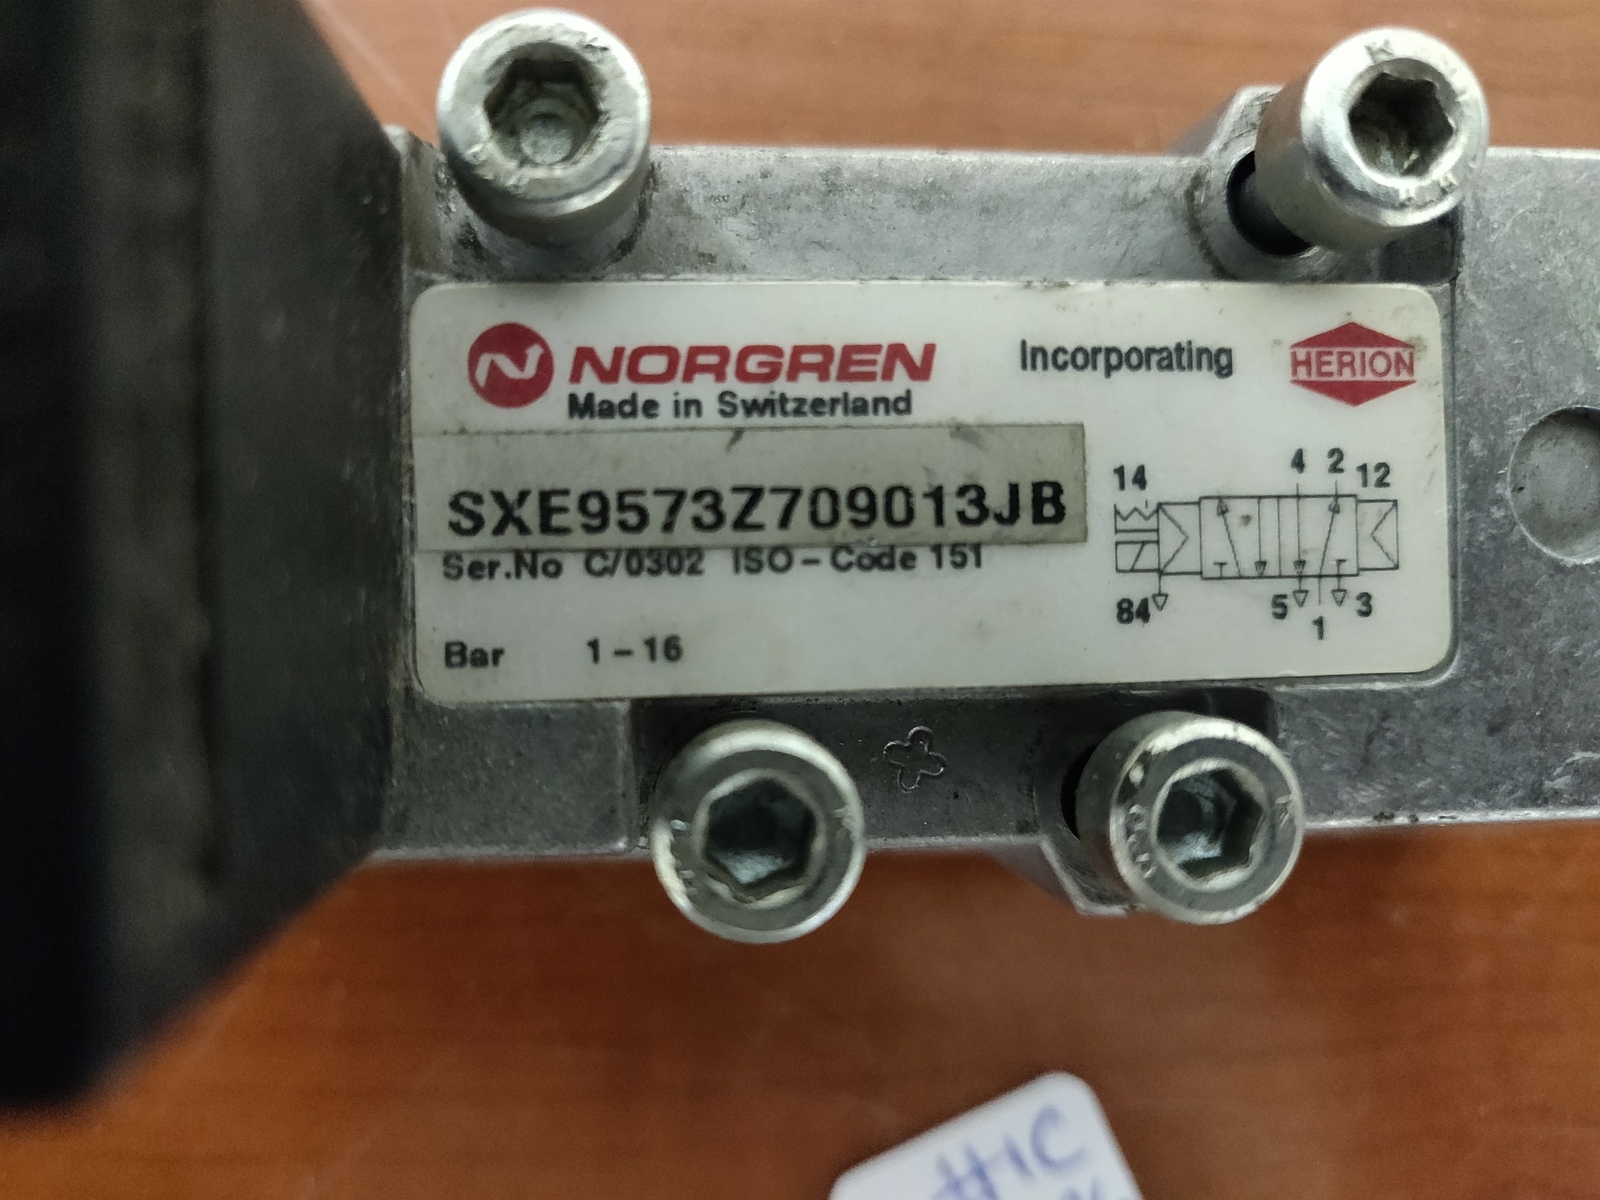 NORGREN Incorporating HERION
Made in Switzerland
SXE9573Z709013JB
Ser.No C/0302 ISO-Code 151
Bar 1-16
14 4 2 12
84 5 1 3
#1C